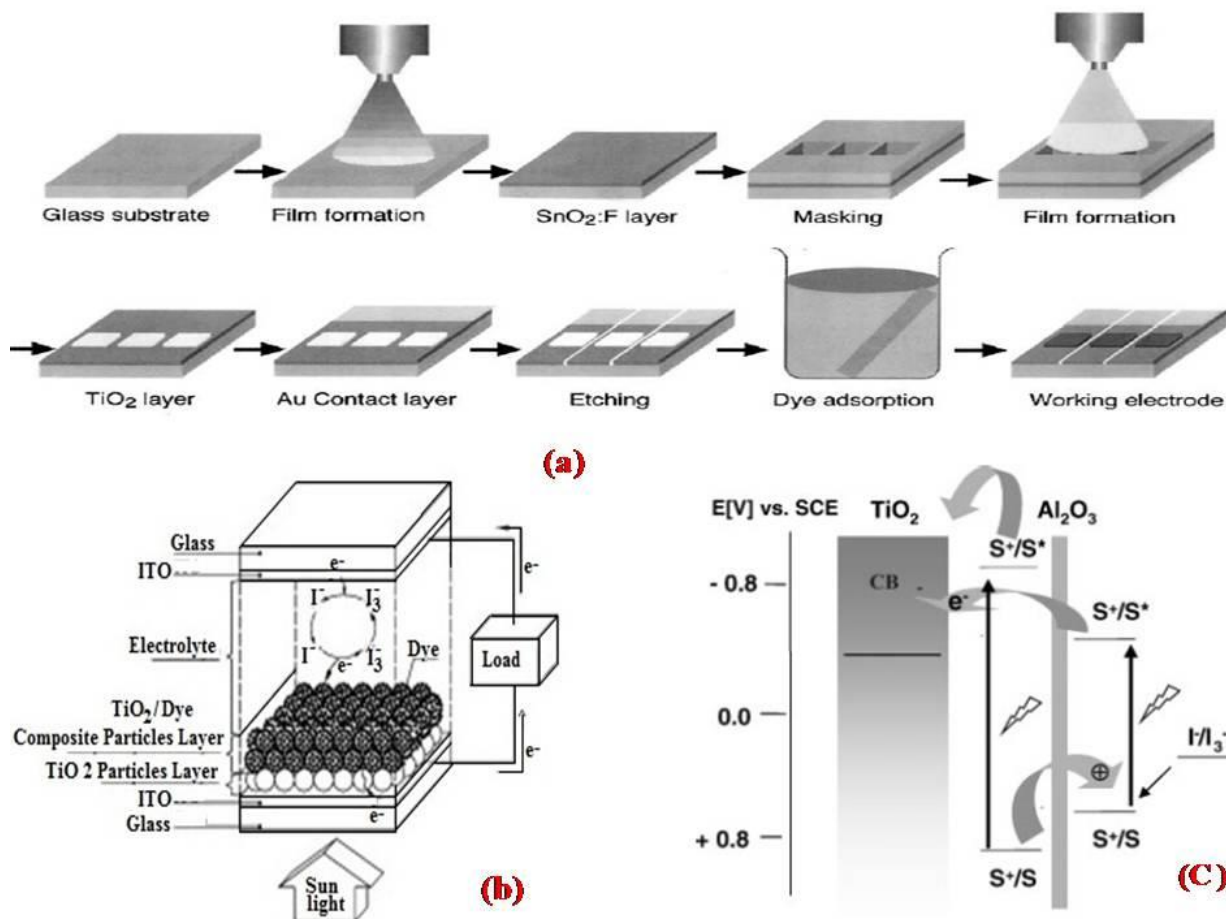 Glass substrate
Film formation
SnO₂:F layer
Masking
Film formation
TiO₂ layer
Au Contact layer
Etching
Dye adsorption
Working electrode
(a)
Glass
ITO
Electrolyte
TiO₂/Dye
Composite Particles Layer
TiO 2 Particles Layer
ITO
Glass
e-
I⁻ I₃⁻
I⁻ I₃⁻
e-
Dye
e-
Load
e-
e-
Sun
light
(b)
E[V] vs. SCE
TiO₂
Al₂O₃
S⁺/S*
- 0.8
CB
e⁻
S⁺/S*
0.0
I⁻/I₃⁻
⊕
+ 0.8
S⁺/S
S⁺/S
(C)